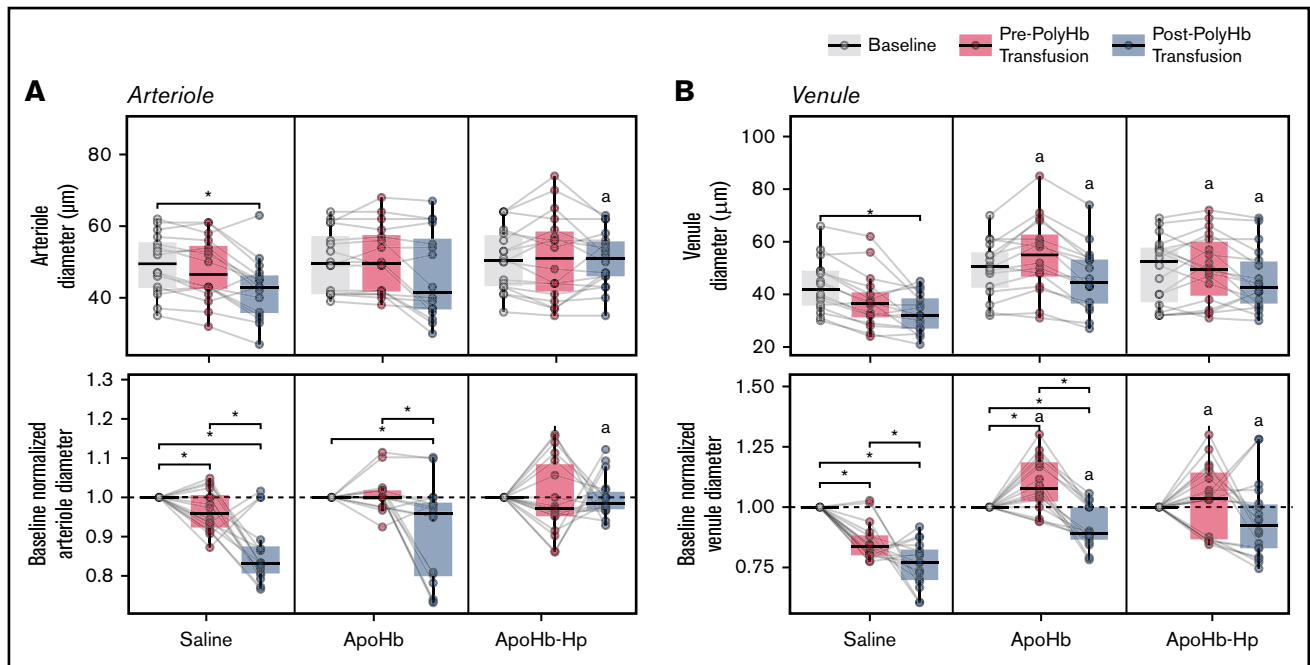 Baseline
Pre-PolyHb
Transfusion
Post-PolyHb
Transfusion
A
Arteriole
Arteriole
diameter (µm)
80
60
40
*
a
Baseline normalized
arteriole diameter
1.3
1.2
1.1
1.0
0.9
0.8
*
*
*
*
*
a
Saline
ApoHb
ApoHb-Hp
B
Venule
Venule
diameter (µm)
100
80
60
40
20
*
a
a
a
a
Baseline normalized
venule diameter
1.50
1.25
1.00
0.75
*
*
*
*
*
*
a
a
a
a
Saline
ApoHb
ApoHb-Hp